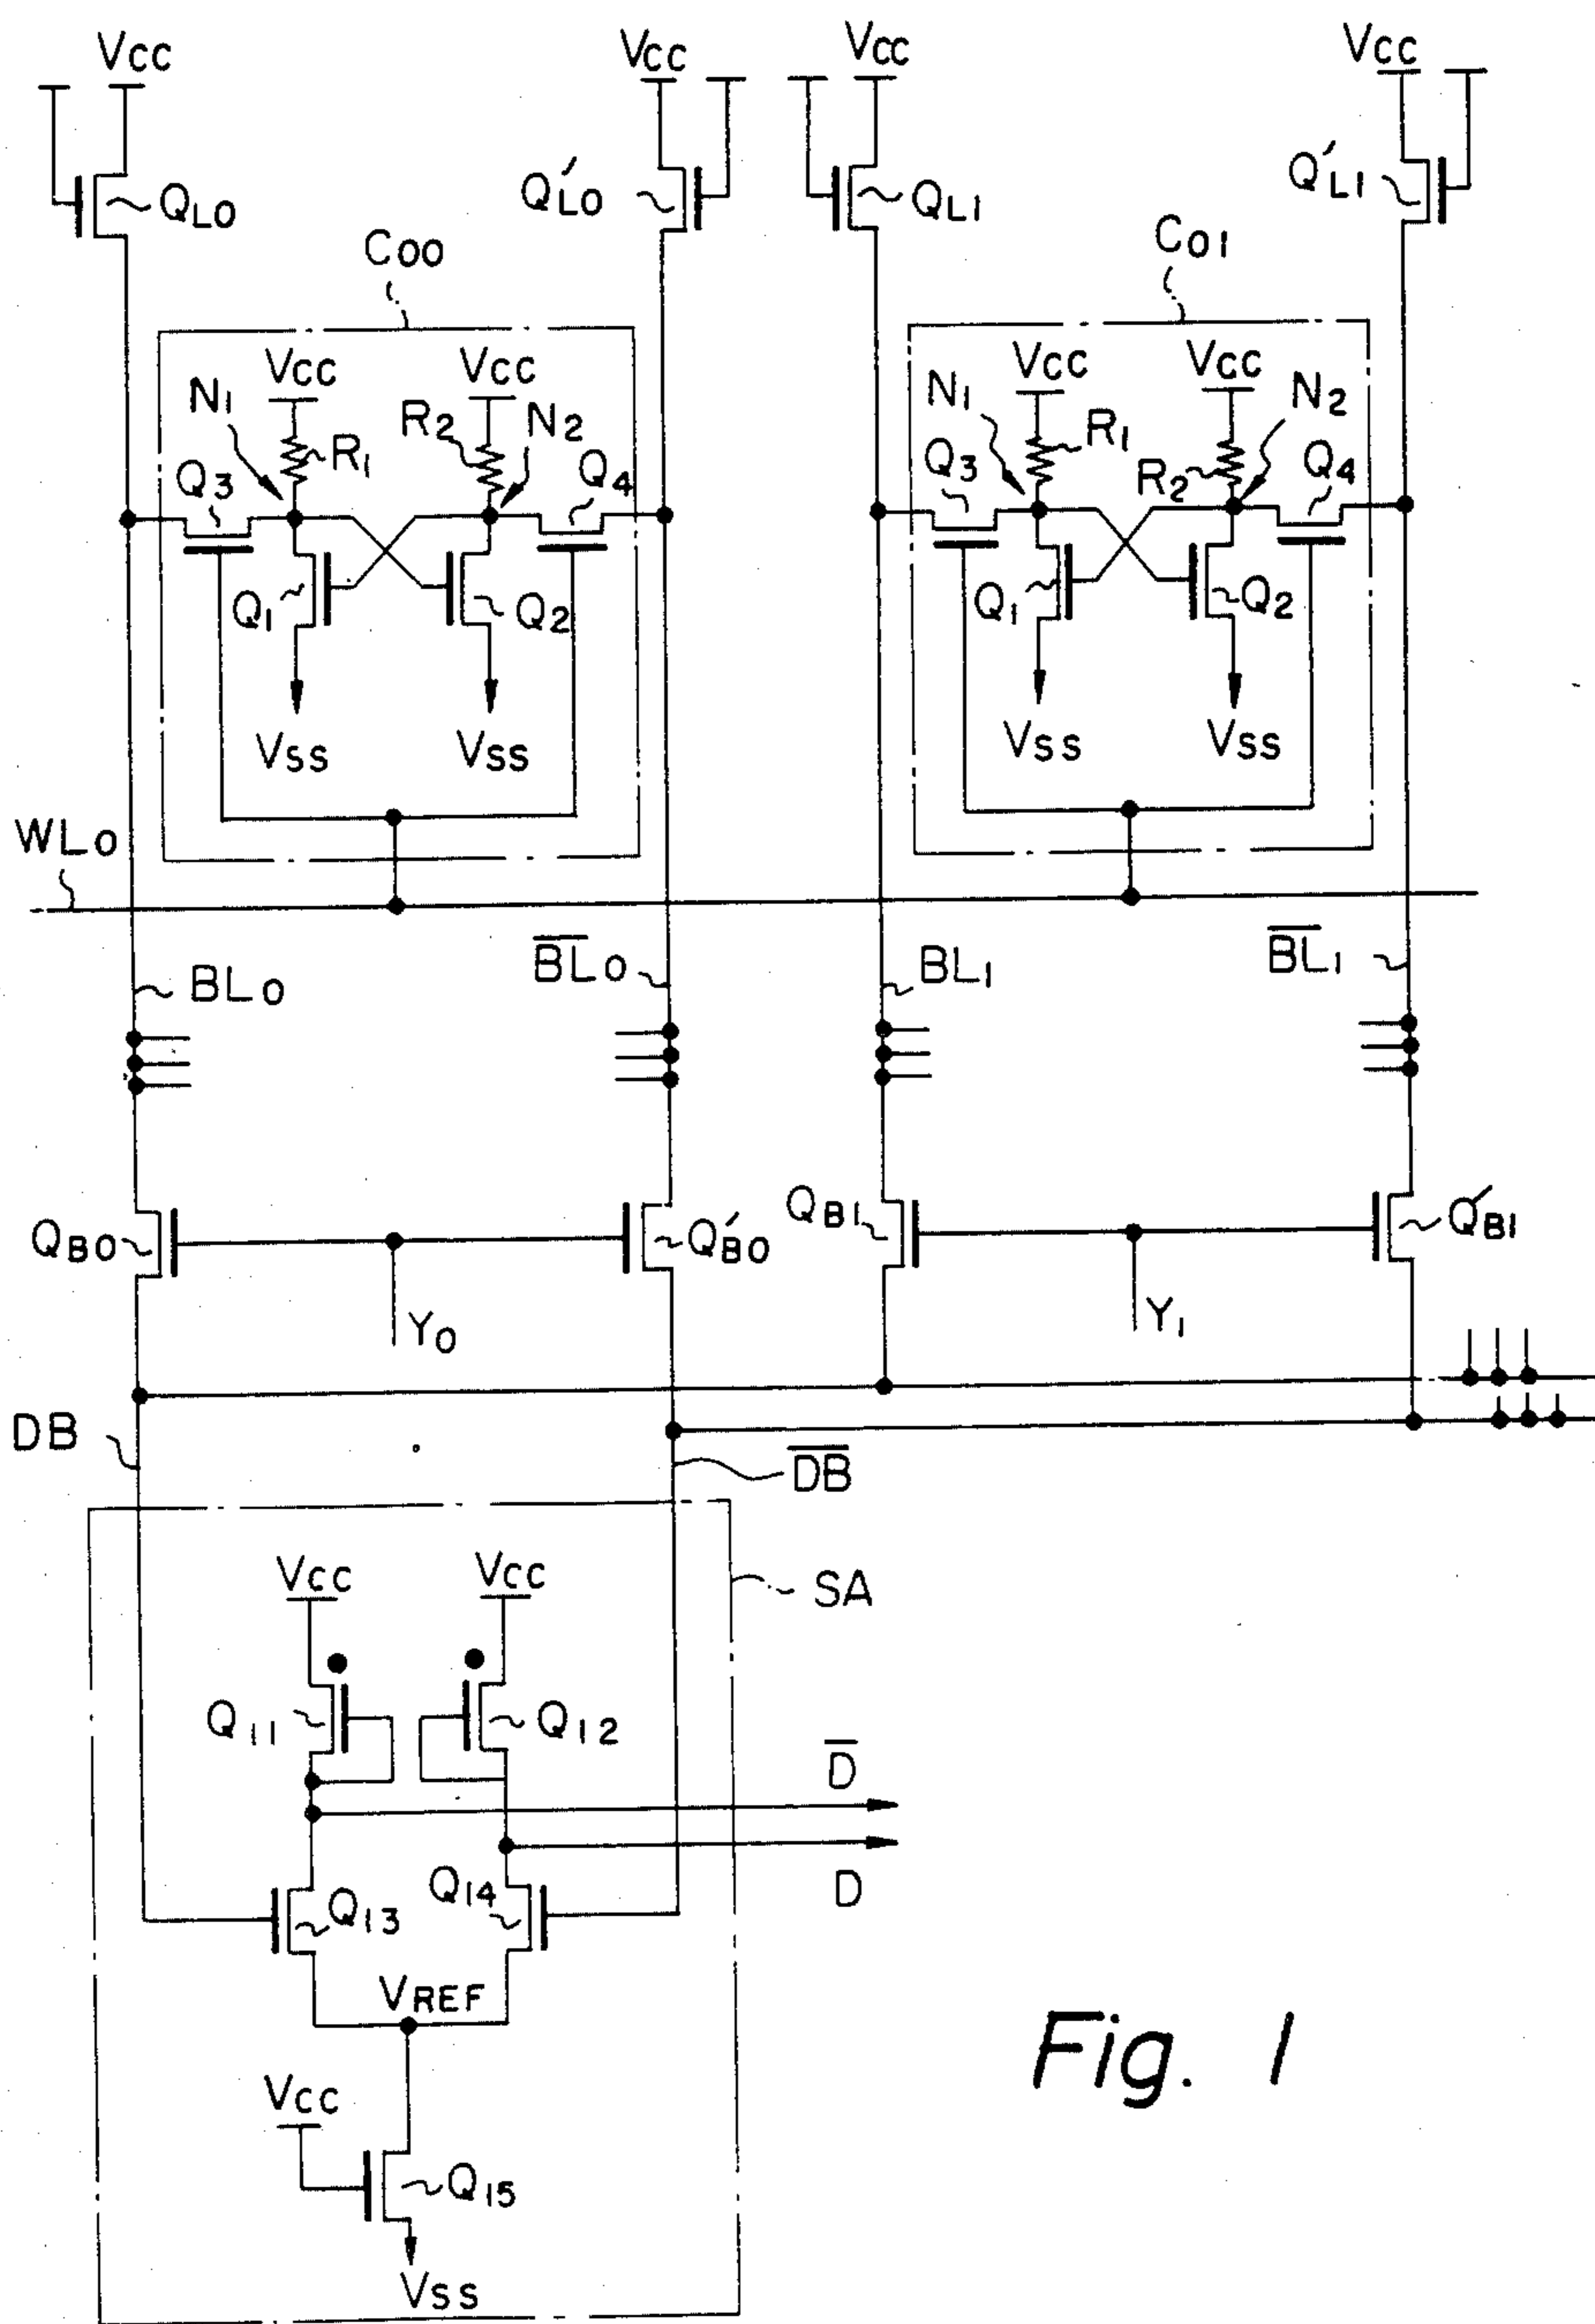 VCC VCC VCC VCC
QL0 Q'L0 QL1 Q'L1
C00 C01
VCC VCC VCC VCC
N1 R1 R2 N2 N1 R1 R2 N2
Q3 Q4 Q3 Q4
Q1 Q2 Q1 Q2
VSS VSS VSS VSS
WL0
BL0 B̅L̅0 BL1 B̅L̅1
QB0 Q'B0 QB1 Q'B1
Y0 Y1
DB D̅B̅
SA
VCC VCC
Q11 Q12
D̅
D
Q13 Q14
VREF
VCC
Q15
VSS
Fig. 1